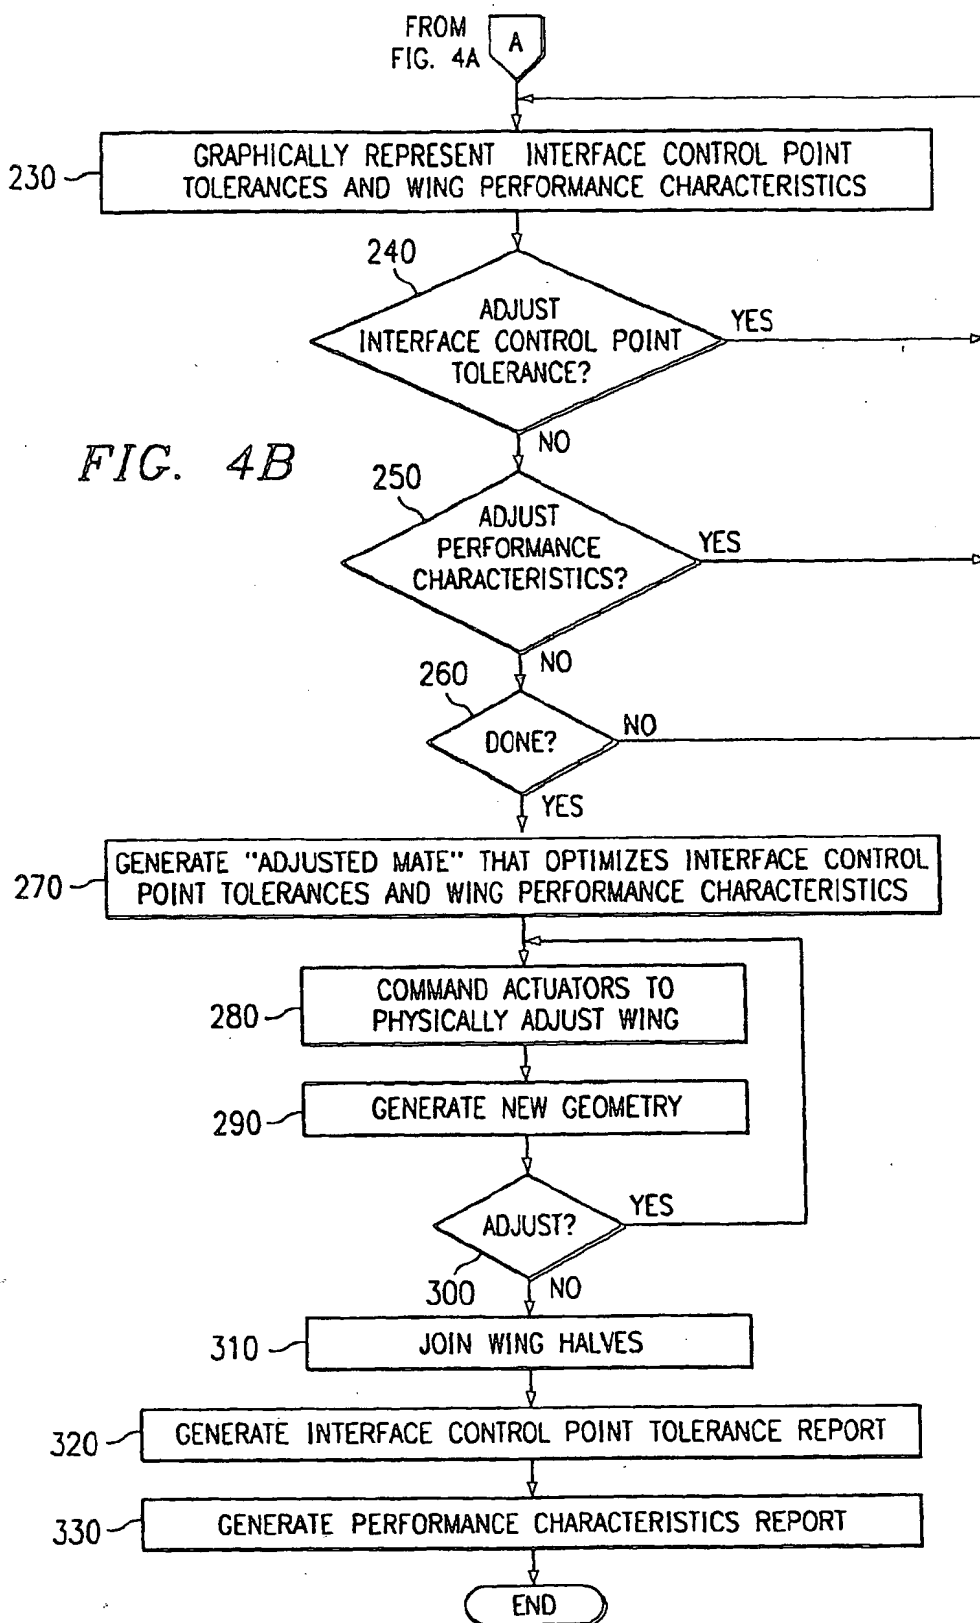 FROM
FIG. 4A
A
230
GRAPHICALLY REPRESENT INTERFACE CONTROL POINT
TOLERANCES AND WING PERFORMANCE CHARACTERISTICS
240
ADJUST
INTERFACE CONTROL POINT
TOLERANCE?
YES
NO
FIG. 4B
250
ADJUST
PERFORMANCE
CHARACTERISTICS?
YES
NO
260
DONE?
NO
YES
270
GENERATE "ADJUSTED MATE" THAT OPTIMIZES INTERFACE CONTROL
POINT TOLERANCES AND WING PERFORMANCE CHARACTERISTICS
280
COMMAND ACTUATORS TO
PHYSICALLY ADJUST WING
290
GENERATE NEW GEOMETRY
ADJUST?
YES
300
NO
310
JOIN WING HALVES
320
GENERATE INTERFACE CONTROL POINT TOLERANCE REPORT
330
GENERATE PERFORMANCE CHARACTERISTICS REPORT
END